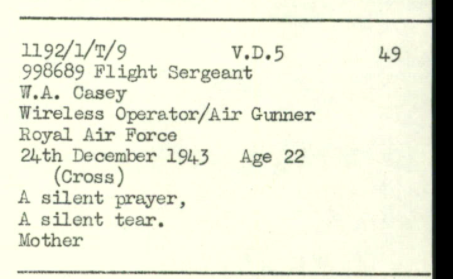 1192/1/T/9 V.D.5 49
998689 Flight Sergeant
W.A. Casey
Wireless Operator/Air Gunner
Royal Air Force
24th December 1943 Age 22
(Cross)
A silent prayer,
A silent tear.
Mother